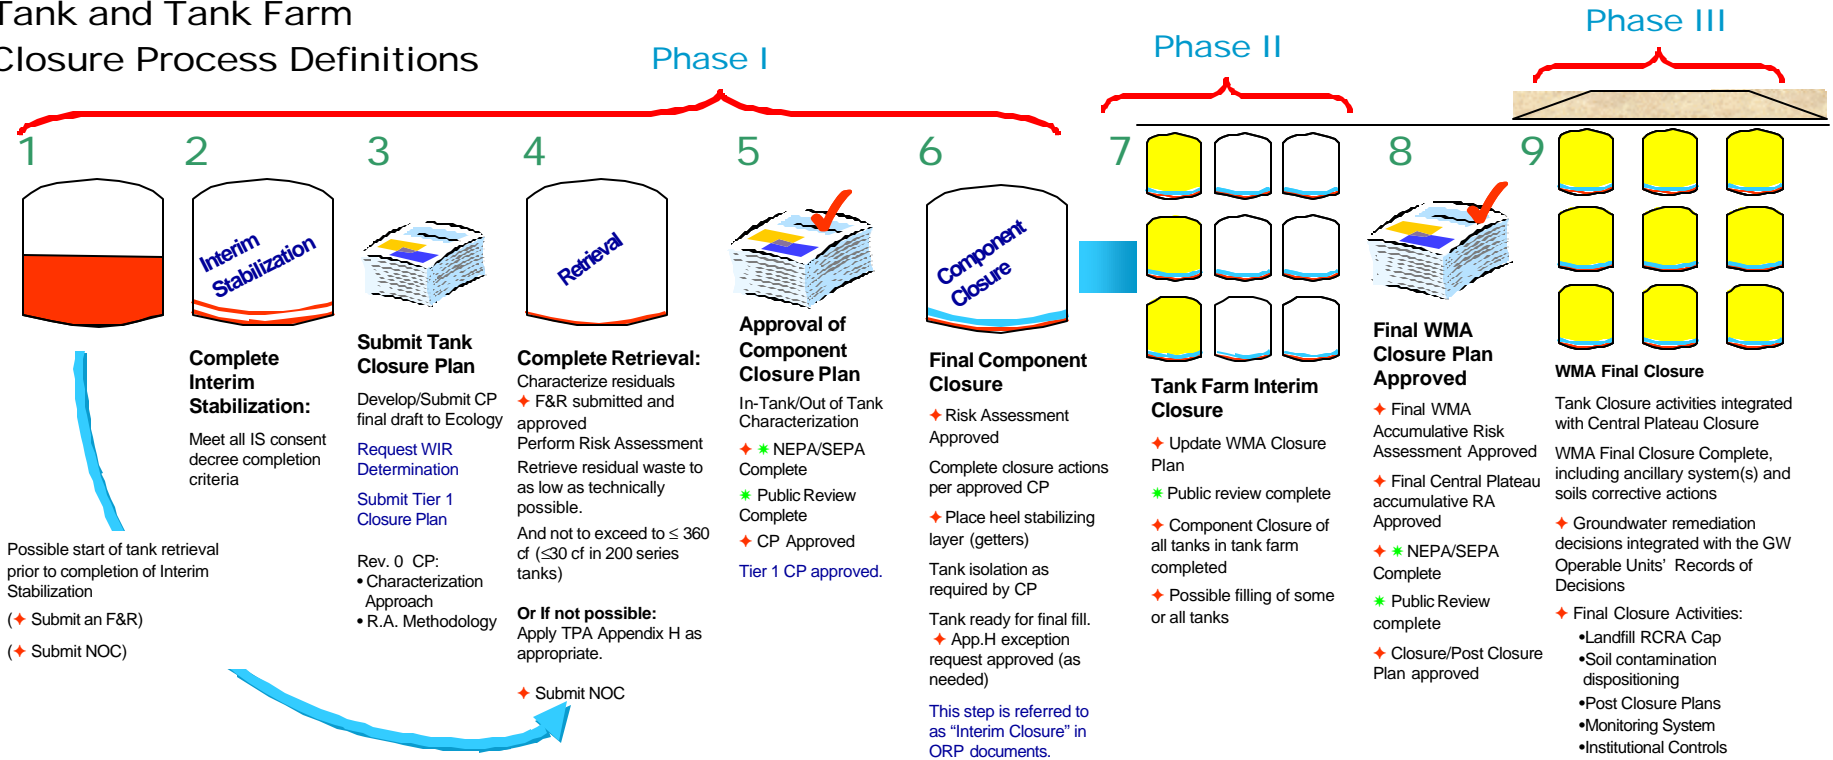 Tank and Tank Farm
Closure Process Definitions
Phase I
Phase II
Phase III
1
2
3
4
5
6
7
8
9
Interim
Stabilization
Retrieval
Component
Closure
Possible start of tank retrieval
prior to completion of Interim
Stabilization
(✦ Submit an F&R)
(✦ Submit NOC)
Complete
Interim
Stabilization:
Meet all IS consent
decree completion
criteria
Submit Tank
Closure Plan
Develop/Submit CP
final draft to Ecology
Request WIR
Determination
Submit Tier 1
Closure Plan
Rev. 0 CP:
• Characterization
Approach
• R.A. Methodology
Complete Retrieval:
Characterize residuals
✦ F&R submitted and
approved
Perform Risk Assessment
Retrieve residual waste to
as low as technically
possible.
And not to exceed to ≤ 360
cf (≤30 cf in 200 series
tanks)
Or If not possible:
Apply TPA Appendix H as
appropriate.
✦ Submit NOC
Approval of
Component
Closure Plan
In-Tank/Out of Tank
Characterization
✦ ✷ NEPA/SEPA
Complete
✷ Public Review
Complete
✦ CP Approved
Tier 1 CP approved.
Final Component
Closure
✦ Risk Assessment
Approved
Complete closure actions
per approved CP
✦ Place heel stabilizing
layer (getters)
Tank isolation as
required by CP
Tank ready for final fill.
✦ App.H exception
request approved (as
needed)
This step is referred to
as “Interim Closure” in
ORP documents.
Tank Farm Interim
Closure
✦ Update WMA Closure
Plan
✷ Public review complete
✦ Component Closure of
all tanks in tank farm
completed
✦ Possible filling of some
or all tanks
Final WMA
Closure Plan
Approved
✦ Final WMA
Accumulative Risk
Assessment Approved
✦ Final Central Plateau
accumulative RA
Approved
✦ ✷ NEPA/SEPA
Complete
✷ Public Review
complete
✦ Closure/Post Closure
Plan approved
WMA Final Closure
Tank Closure activities integrated
with Central Plateau Closure
WMA Final Closure Complete,
including ancillary system(s) and
soils corrective actions
✦ Groundwater remediation
decisions integrated with the GW
Operable Units’ Records of
Decisions
✦ Final Closure Activities:
•Landfill RCRA Cap
•Soil contamination
dispositioning
•Post Closure Plans
•Monitoring System
•Institutional Controls